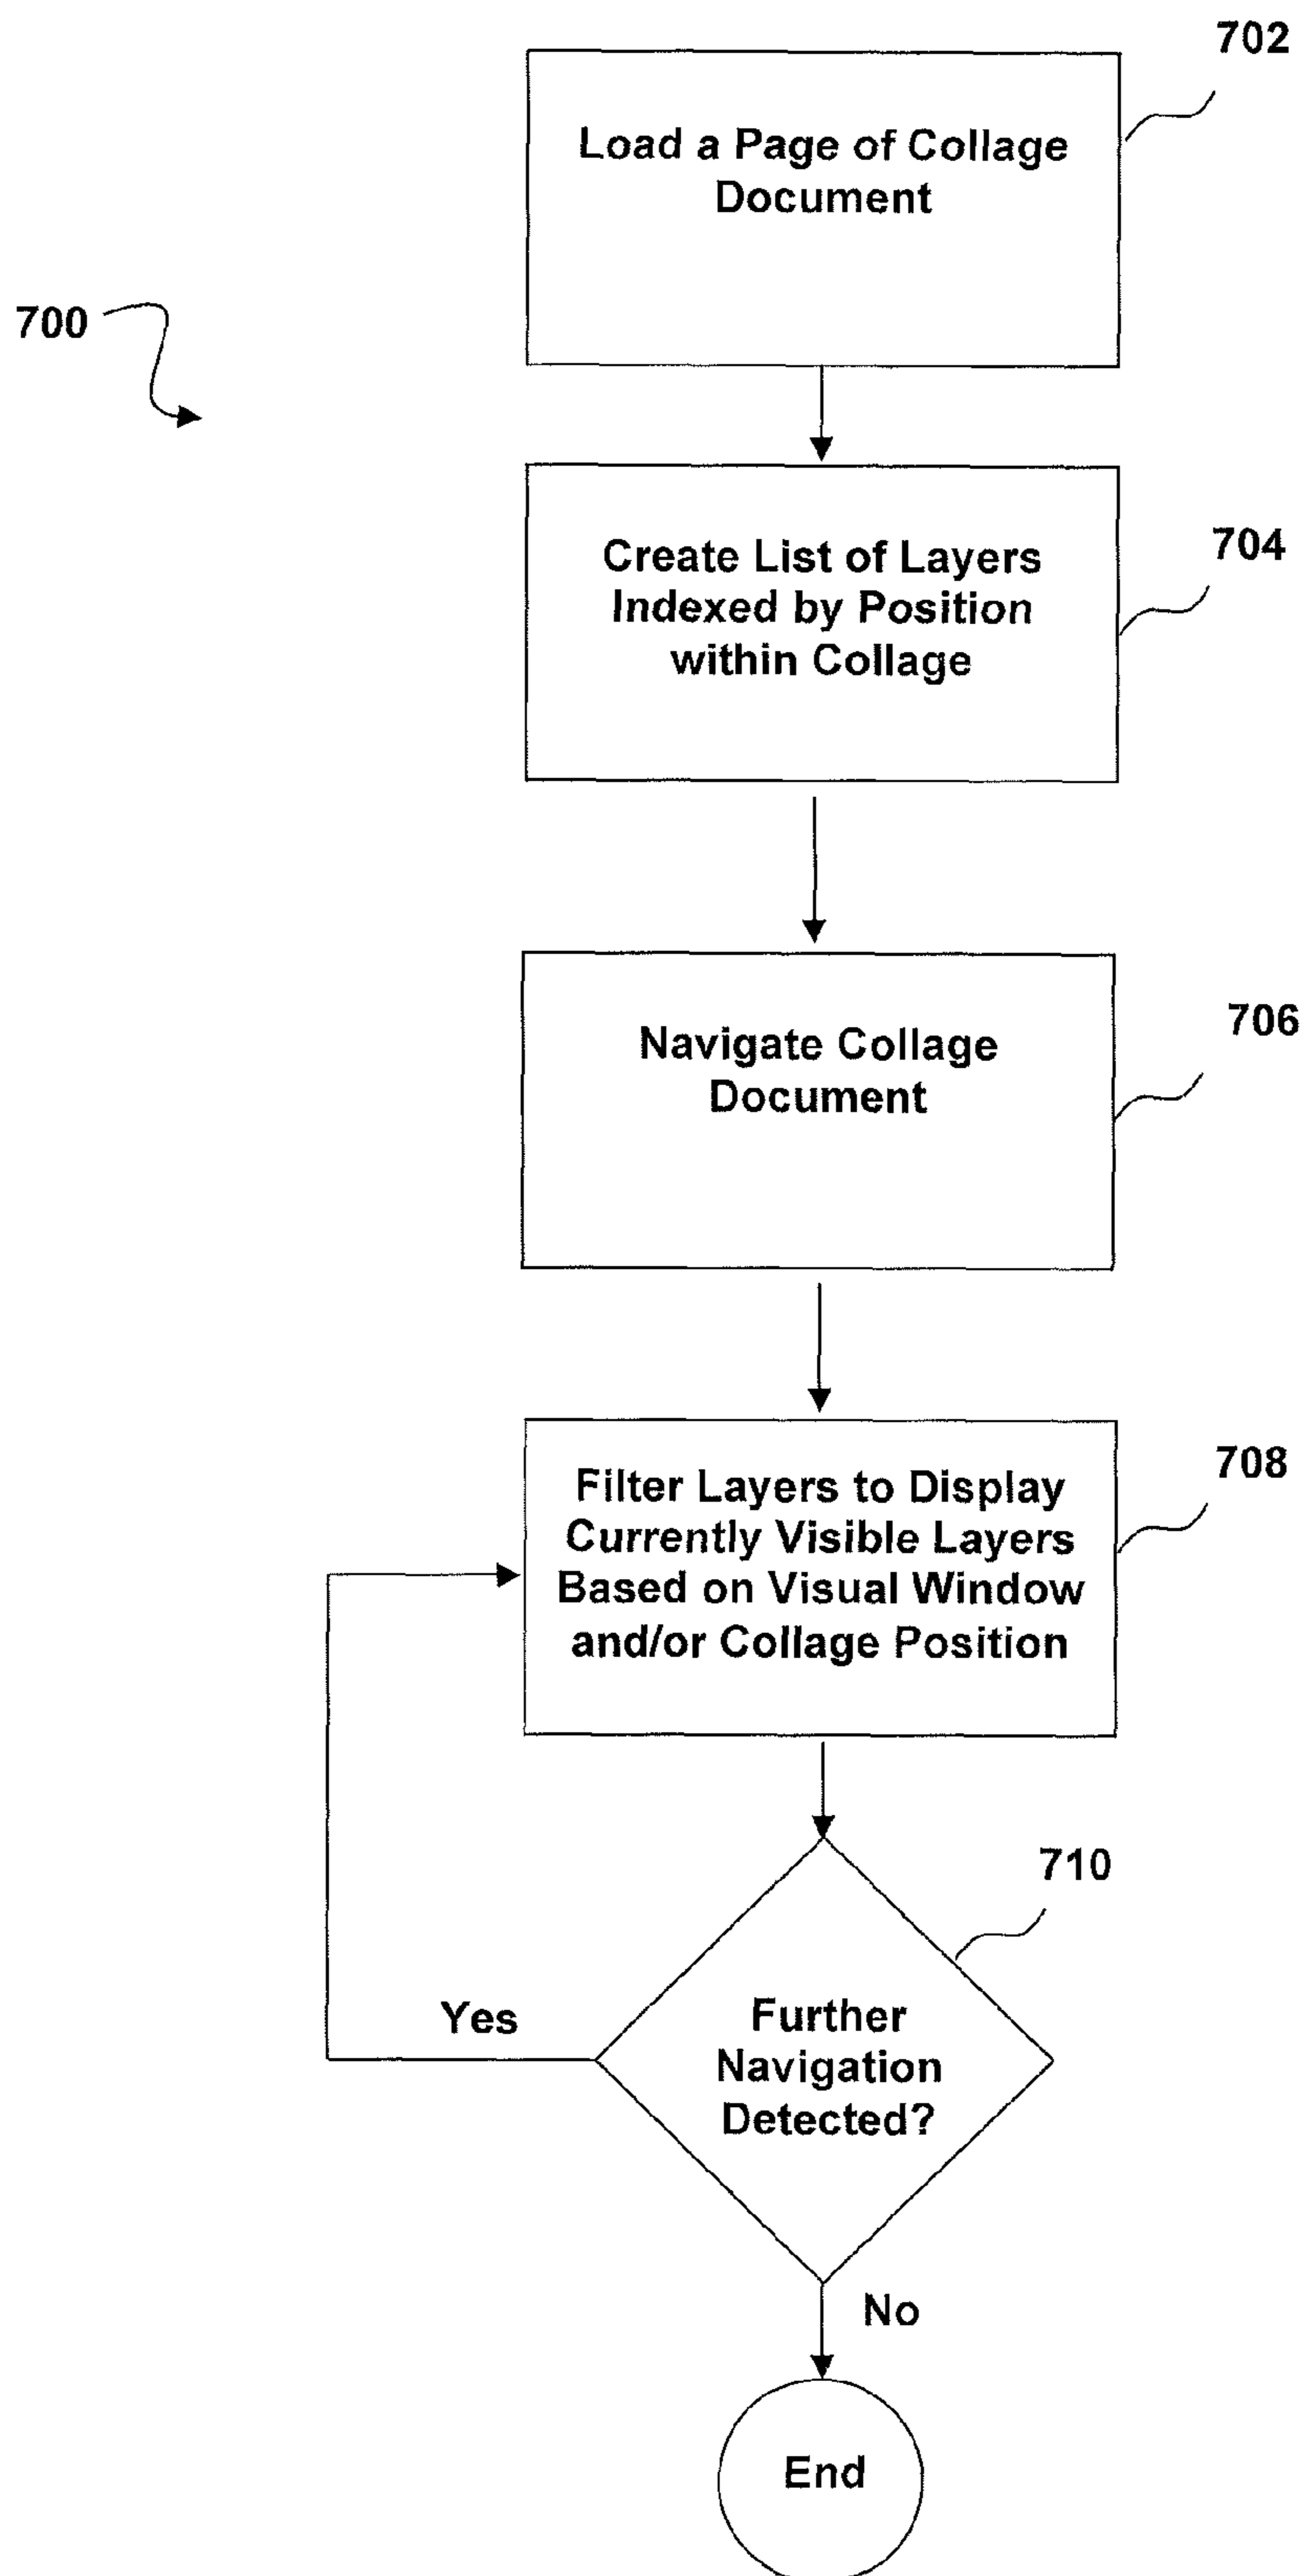 702
Load a Page of Collage
Document
700
704
Create List of Layers
Indexed by Position
within Collage
706
Navigate Collage
Document
708
Filter Layers to Display
Currently Visible Layers
Based on Visual Window
and/or Collage Position
710
Further
Navigation
Detected?
Yes
No
End